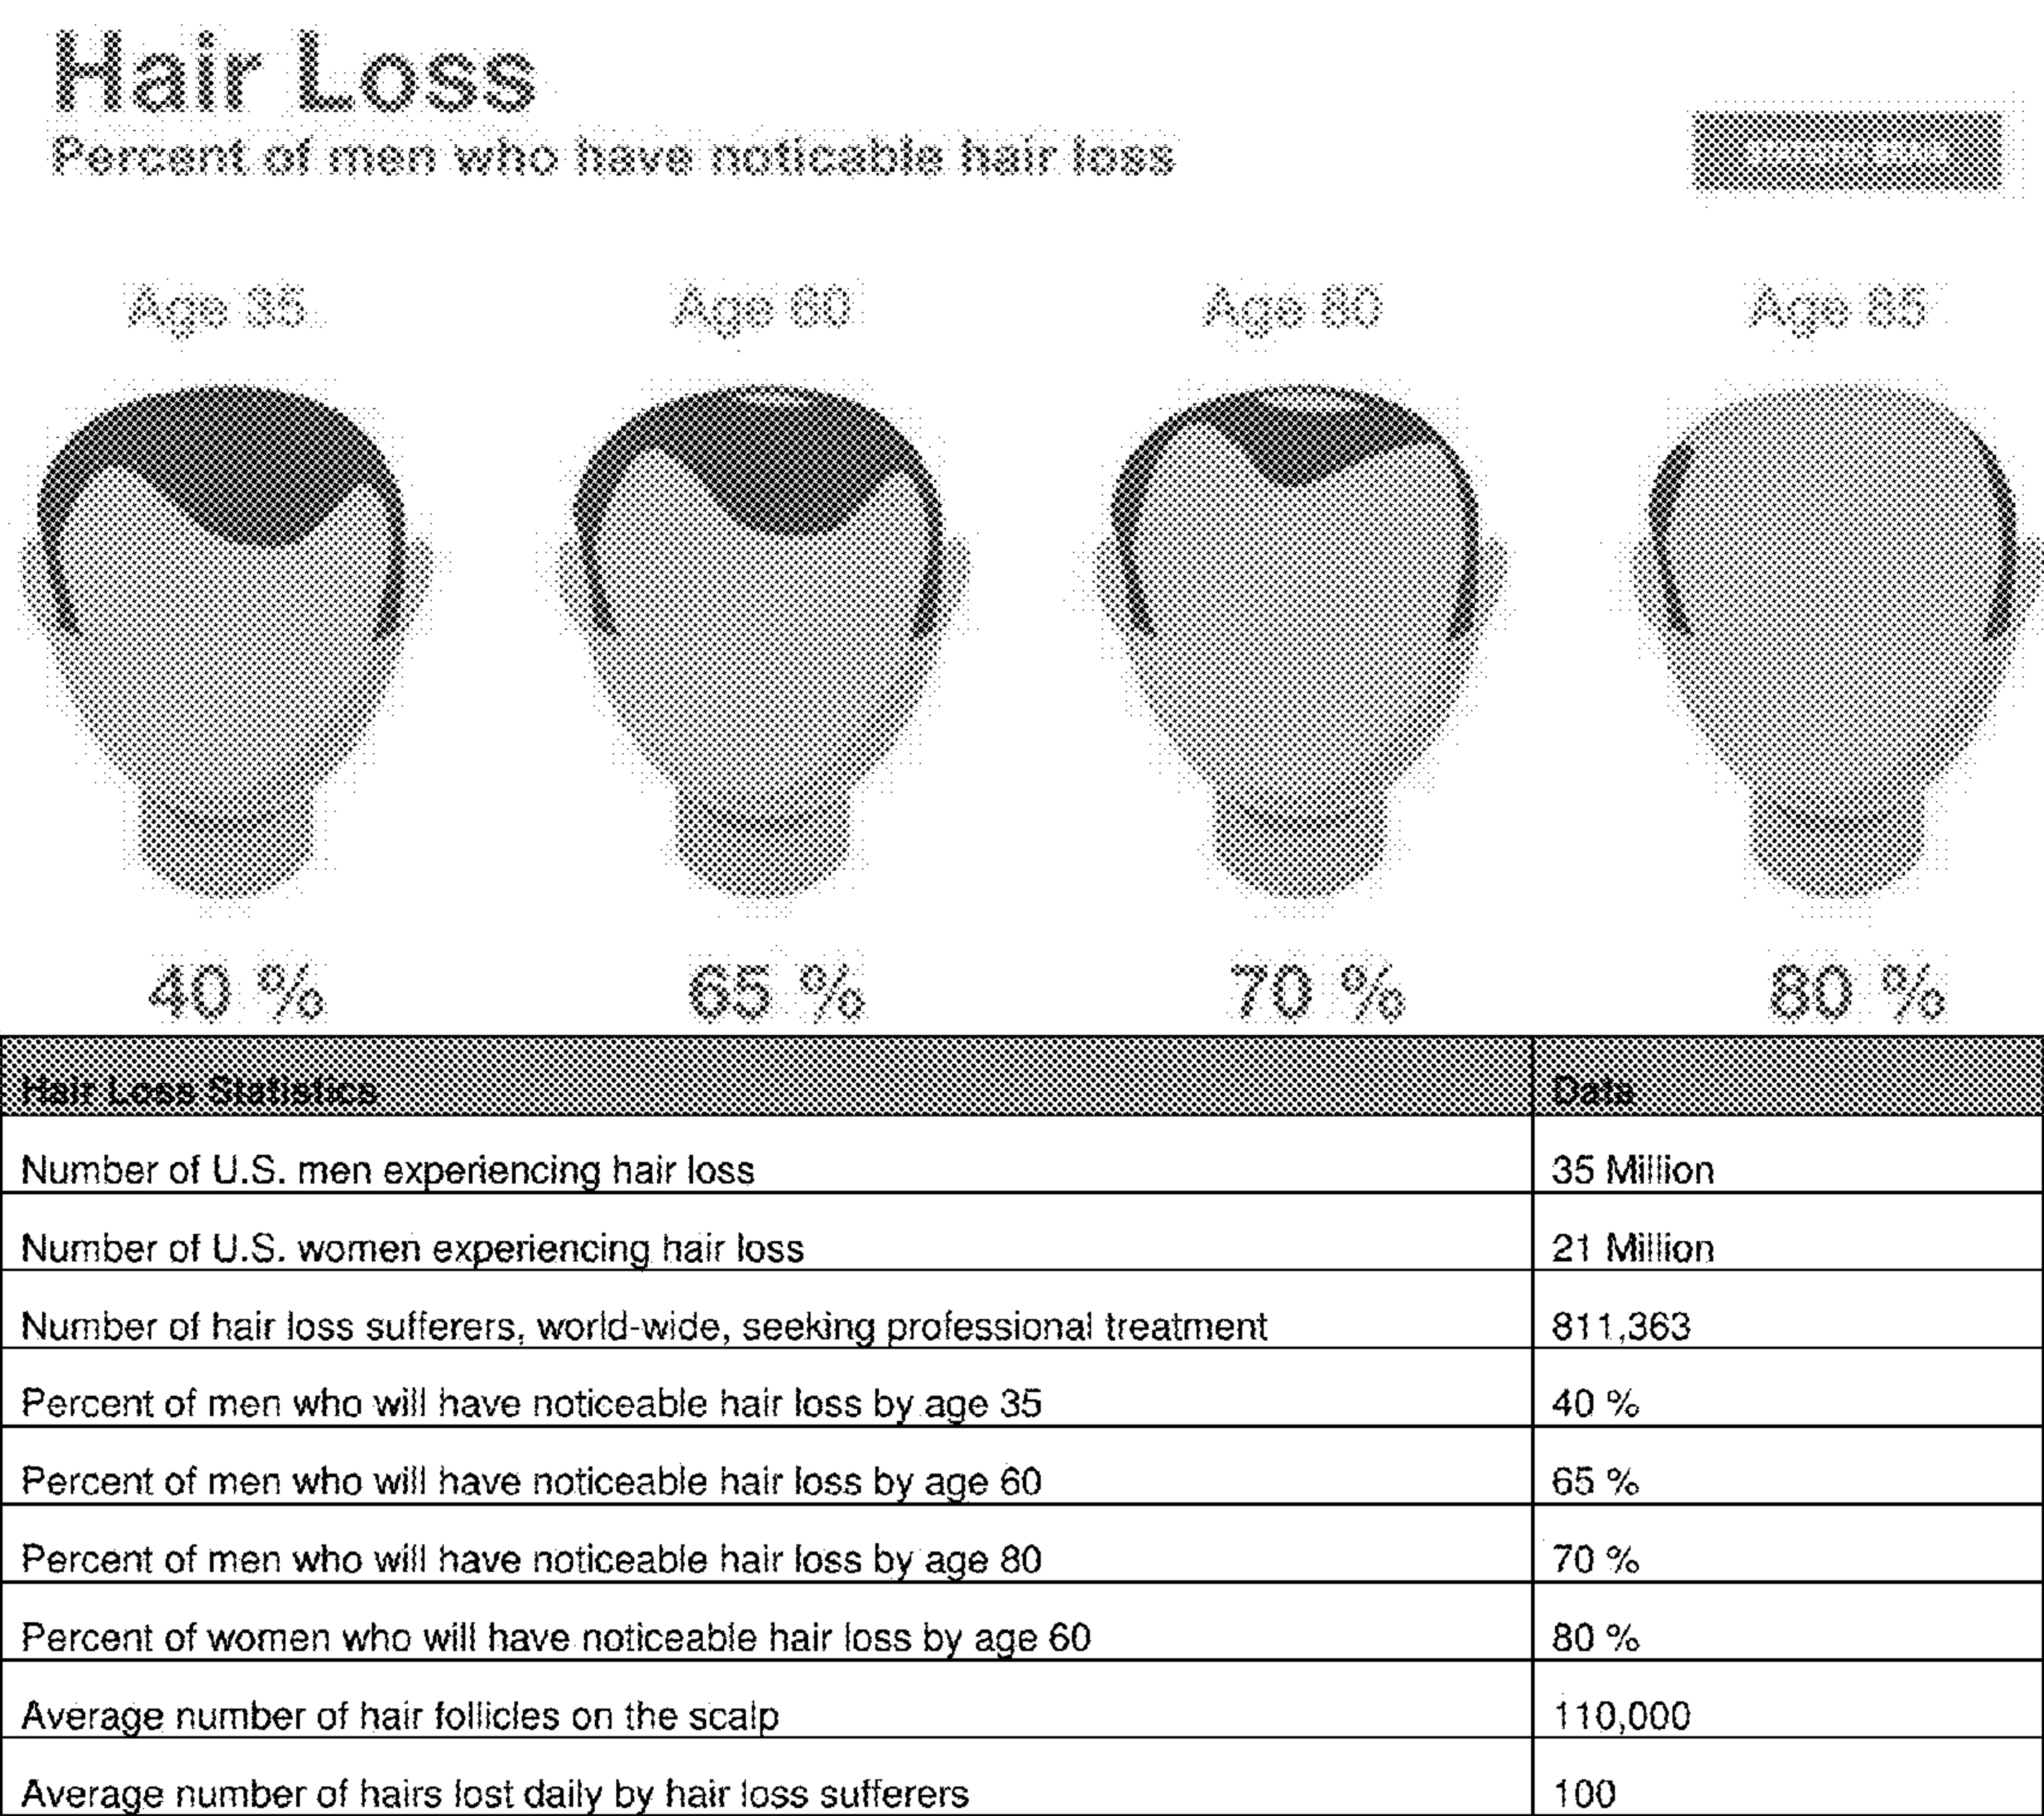 Hair Loss
Percent of men who have noticable hair loss
Age 35 Age 60 Age 80 Age 85
40 % 65 % 70 % 80 %
Hair Loss Statistics Data
Number of U.S. men experiencing hair loss 35 Million
Number of U.S. women experiencing hair loss 21 Million
Number of hair loss sufferers, world-wide, seeking professional treatment 811,363
Percent of men who will have noticeable hair loss by age 35 40 %
Percent of men who will have noticeable hair loss by age 60 65 %
Percent of men who will have noticeable hair loss by age 80 70 %
Percent of women who will have noticeable hair loss by age 60 80 %
Average number of hair follicles on the scalp 110,000
Average number of hairs lost daily by hair loss sufferers 100